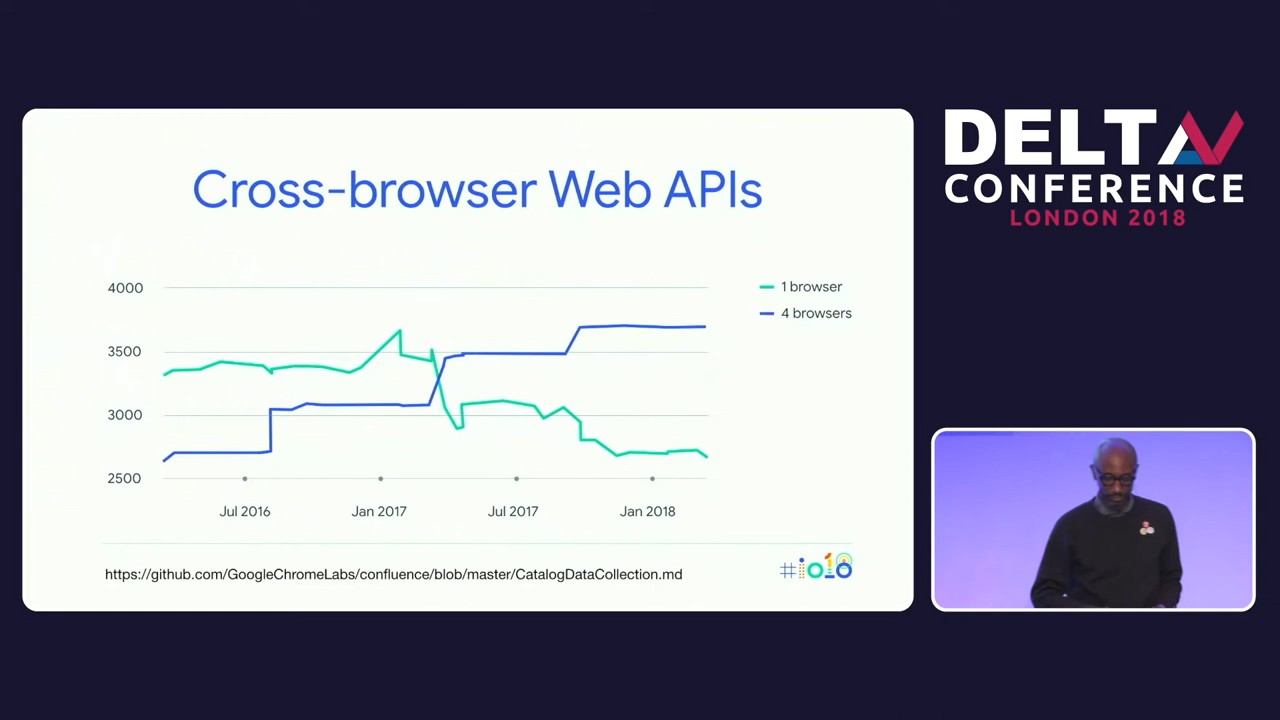 Cross-browser Web APIs
4000
3500
3000
2500
Jul 2016
Jan 2017
Jul 2017
Jan 2018
1 browser
4 browsers
https://github.com/GoogleChromeLabs/confluence/blob/master/CatalogDataCollection.md
#io18
DELTA V
CONFERENCE
LONDON 2018